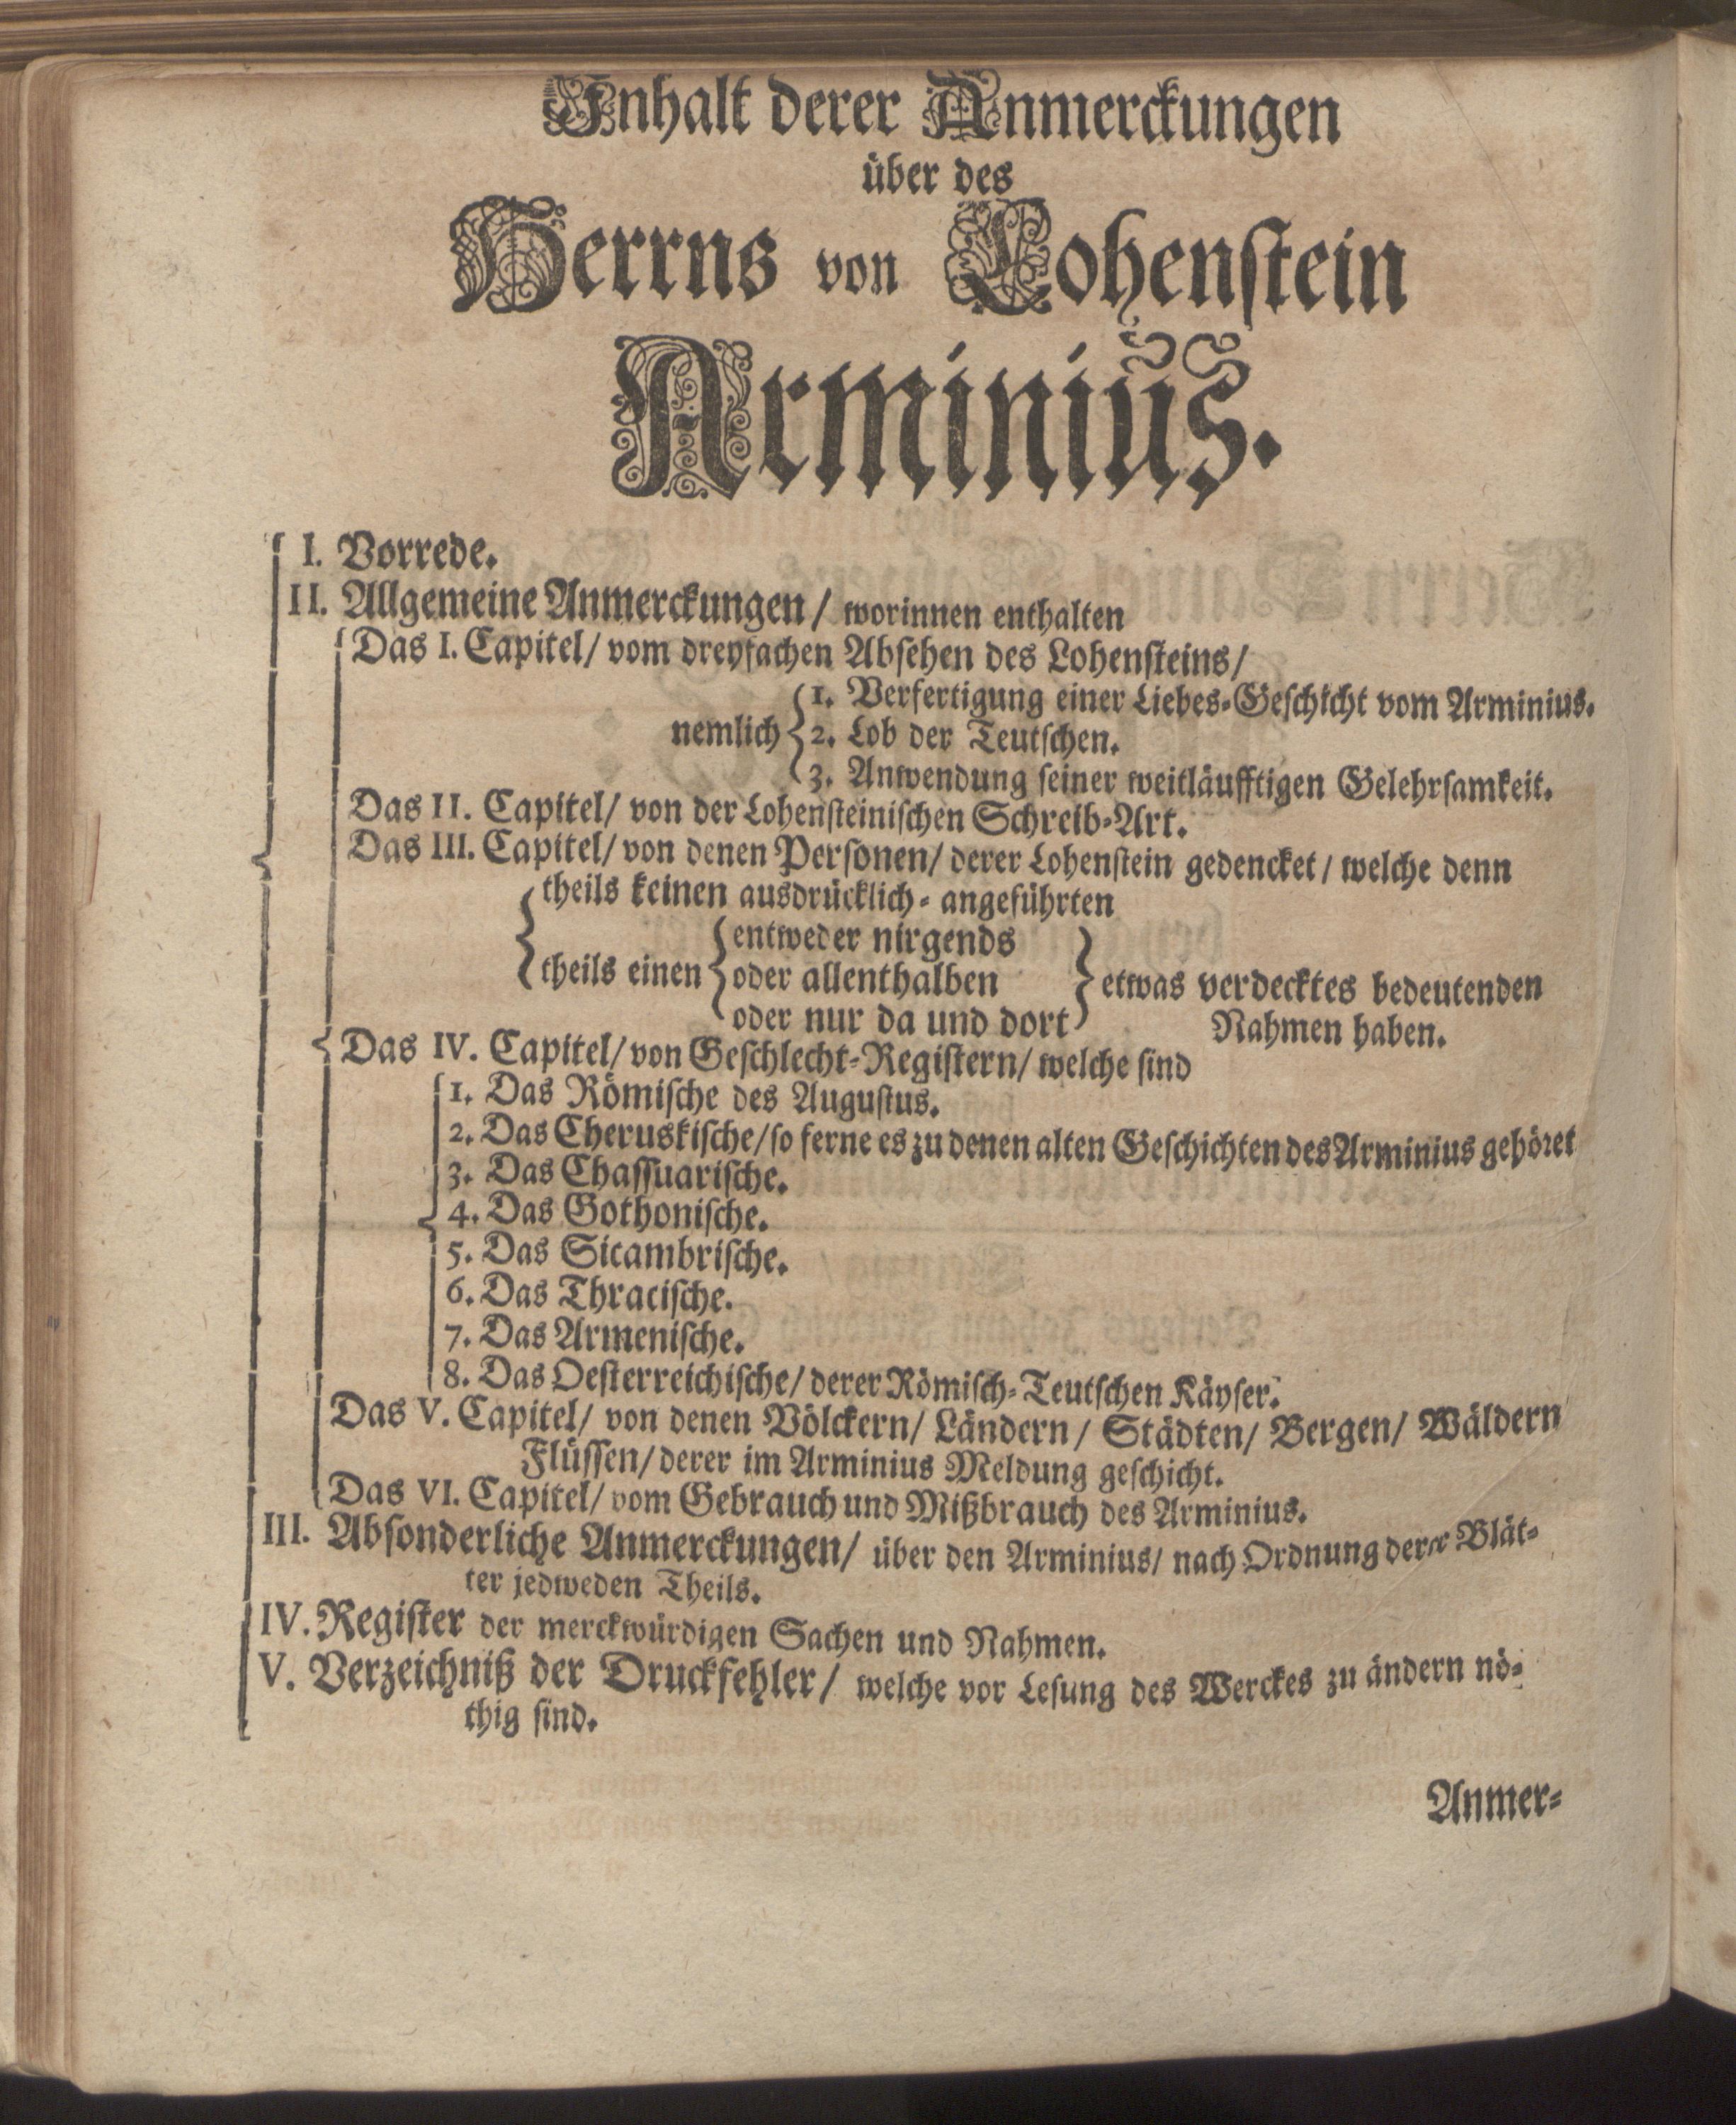 Inhalt derer Anmerckungen
über des
Herrns von Lohenstein
Arminius.
I. Vorrede.
II. Allgemeine Anmerckungen / worinnen enthalten
Das I. Capitel / vom dreyfachen Absehen des Lohensteins /
1. Verfertigung einer Liebes-Geschicht vom Arminius.
nemlich 2. Lob der Teutschen.
3. Anwendung seiner weitläufftigen Gelehrsamkeit.
Das II. Capitel / von der Lohensteinischen Schreib-Art.
Das III. Capitel / von denen Personen / derer Lohenstein gedencket / welche denn
theils keinen ausdrücklich-angeführten
entweder nirgends
theils einen oder allenthalben etwas verdecktes bedeutenden
oder nur da und dort Nahmen haben.
Das IV. Capitel / von Geschlecht-Registern / welche sind
1. Das Römische des Augustus.
2. Das Cheruskische / so ferne es zu denen alten Geschichten des Arminius gehöret
3. Das Chassuarische.
4. Das Gothonische.
5. Das Sicambrische.
6. Das Thracische.
7. Das Armenische.
8. Das Oesterreichische / derer Römisch-Teutschen Käyser.
Das V. Capitel / von denen Völckern / Ländern / Städten / Bergen / Wäldern
Flüssen / derer im Arminius Meldung geschicht.
Das VI. Capitel / vom Gebrauch und Mißbrauch des Arminius.
III. Absonderliche Anmerckungen / über den Arminius / nach Ordnung derer Blät-
ter jedweden Theils.
IV. Register der merckwürdigen Sachen und Nahmen.
V. Verzeichniß der Druckfehler / welche vor Lesung des Werckes zu ändern nö-
thig sind.
Anmer-